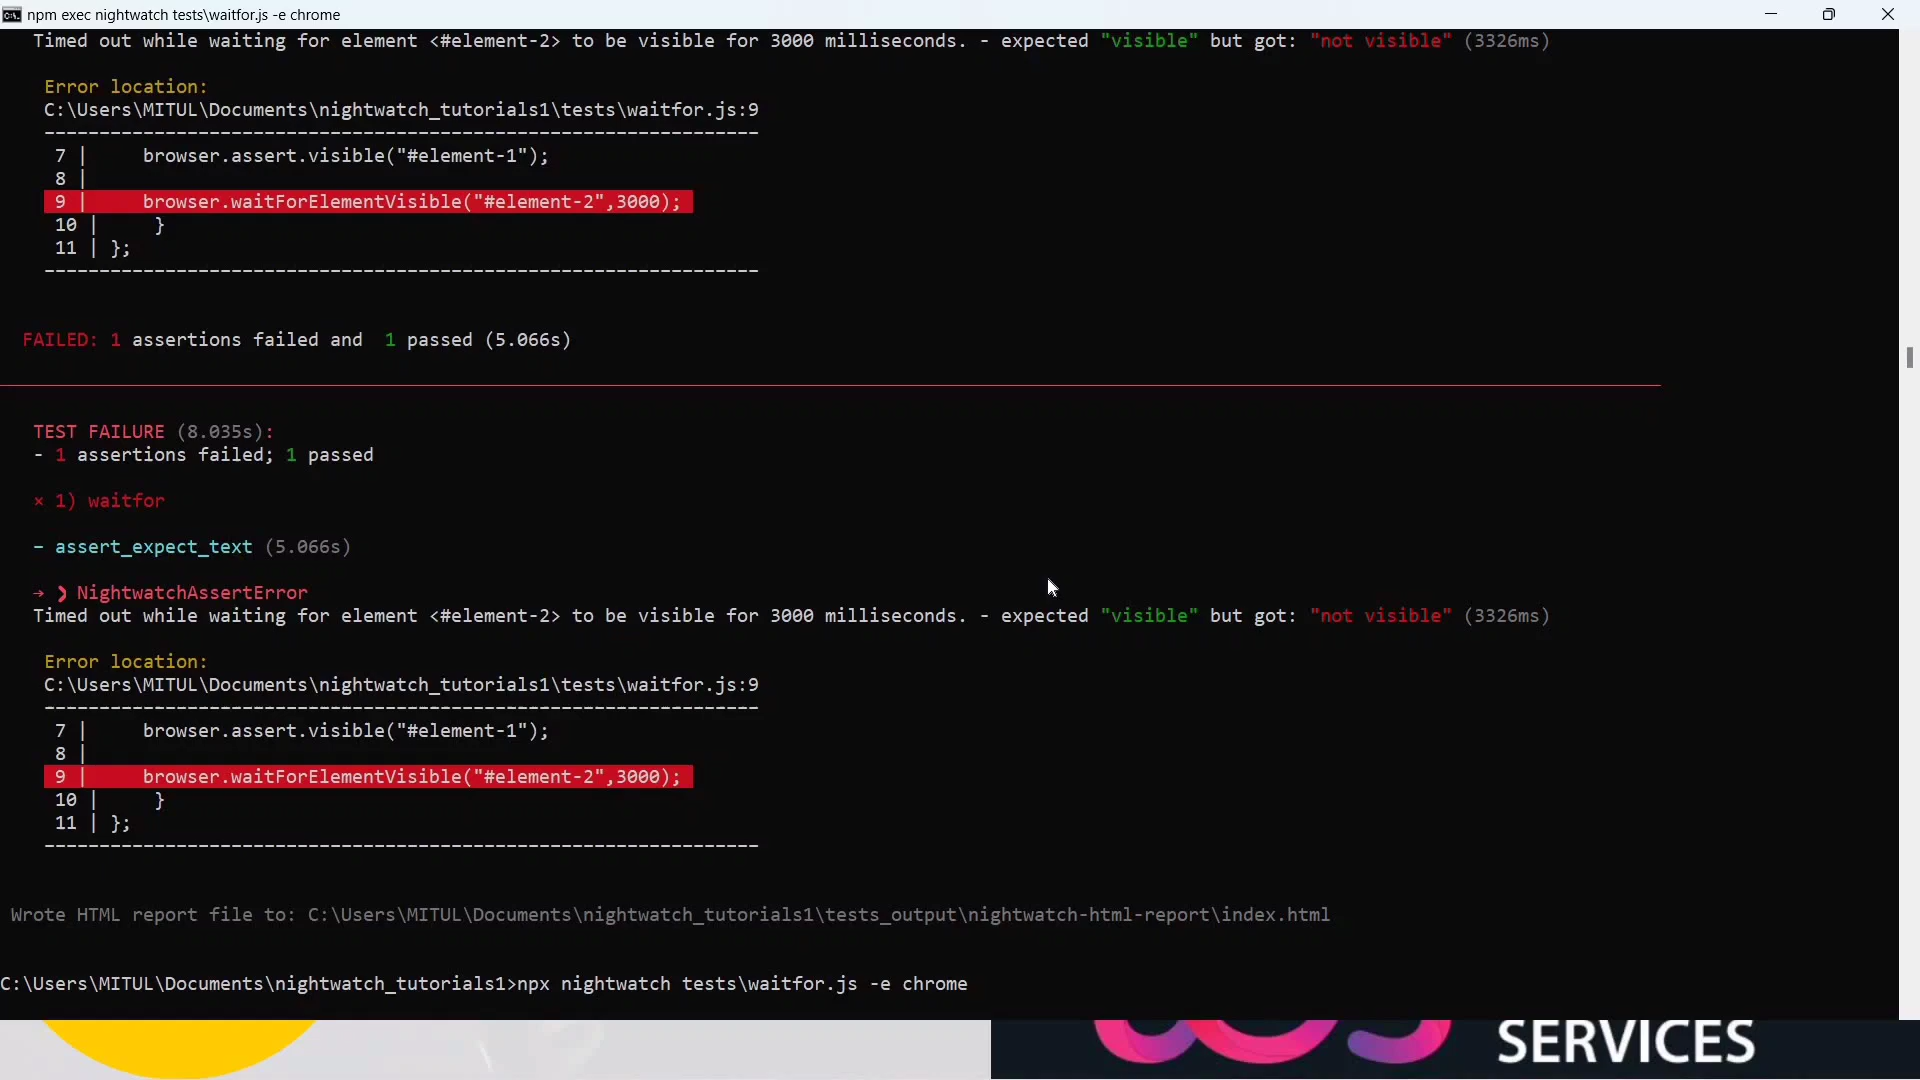 npm exec nightwatch tests\waitfor.js -e chrome
Timed out while waiting for element <#element-2> to be visible for 3000 milliseconds. - expected "visible" but got: "not visible" (3326ms)
Error location:
C:\Users\MITUL\Documents\nightwatch_tutorials1\tests\waitfor.js:9
-----------------------------------------------------------------
7 |     browser.assert.visible("#element-1");
8 |
9 |     browser.waitForElementVisible("#element-2",3000);
10 |     }
11 | };
-----------------------------------------------------------------
FAILED: 1 assertions failed and  1 passed (5.066s)
TEST FAILURE (8.035s):
- 1 assertions failed; 1 passed
× 1) waitfor
– assert_expect_text (5.066s)
→ ❯ NightwatchAssertError
Timed out while waiting for element <#element-2> to be visible for 3000 milliseconds. - expected "visible" but got: "not visible" (3326ms)
Error location:
C:\Users\MITUL\Documents\nightwatch_tutorials1\tests\waitfor.js:9
-----------------------------------------------------------------
7 |     browser.assert.visible("#element-1");
8 |
9 |     browser.waitForElementVisible("#element-2",3000);
10 |     }
11 | };
-----------------------------------------------------------------
Wrote HTML report file to: C:\Users\MITUL\Documents\nightwatch_tutorials1\tests_output\nightwatch-html-report\index.html
C:\Users\MITUL\Documents\nightwatch_tutorials1>npx nightwatch tests\waitfor.js -e chrome
SERVICES